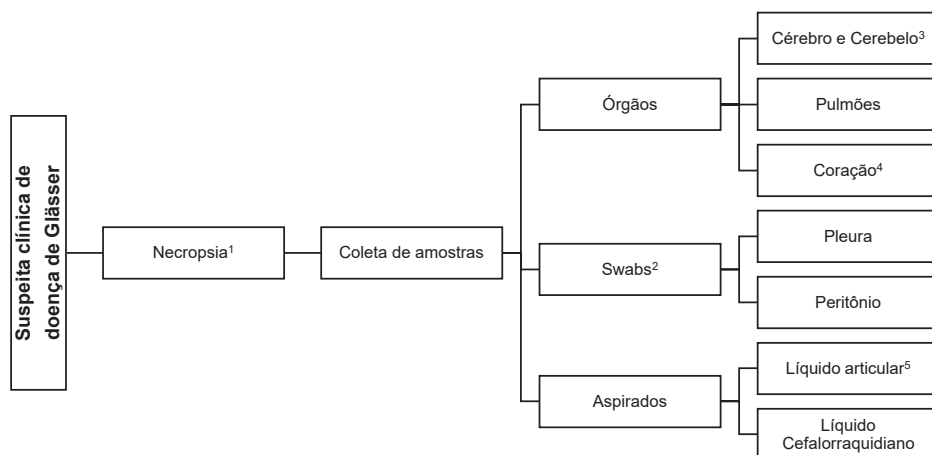 Suspeita clínica de
doença de Glässer
Necropsia¹
Coleta de amostras
Órgãos
Cérebro e Cerebelo³
Pulmões
Coração⁴
Swabs²
Pleura
Peritônio
Aspirados
Líquido articular⁵
Líquido
Cefalorraquidiano